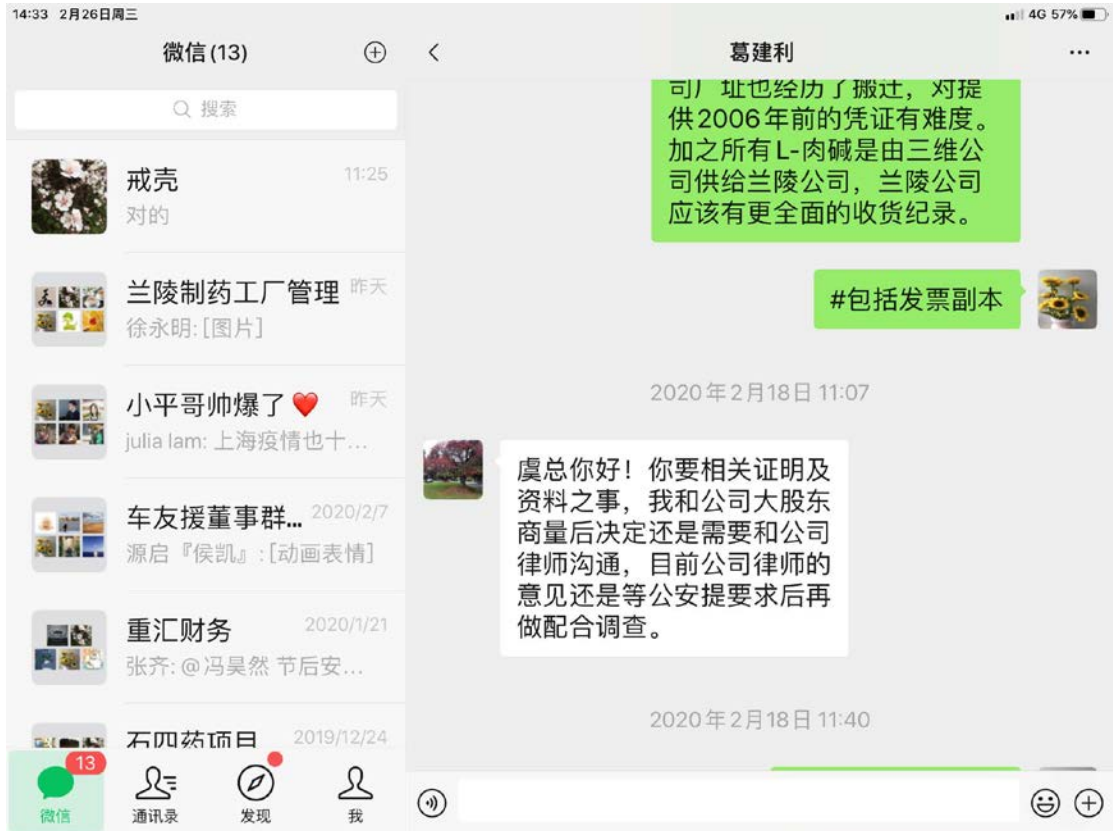 14:33 2月26日周三
4G 57%
微信(13)
搜索
戒壳 11:25
对的
兰陵制药工厂管理 昨天
徐永明: [图片]
小平哥帅爆了❤️ 昨天
julia lam: 上海疫情也十...
车友援董事群... 2020/2/7
源启『侯凯』: [动画表情]
重汇财务 2020/1/21
张齐: @冯昊然 节后安...
石四药项目 2019/12/24
13
微信
通讯录
发现
我
葛建利
司厂址也经历了搬迁，对提
供2006年前的凭证有难度。
加之所有L-肉碱是由三维公
司供给兰陵公司，兰陵公司
应该有更全面的收货纪录。
#包括发票副本
2020年2月18日 11:07
虞总你好！你要相关证明及
资料之事，我和公司大股东
商量后决定还是需要和公司
律师沟通，目前公司律师的
意见还是等公安提要求后再
做配合调查。
2020年2月18日 11:40